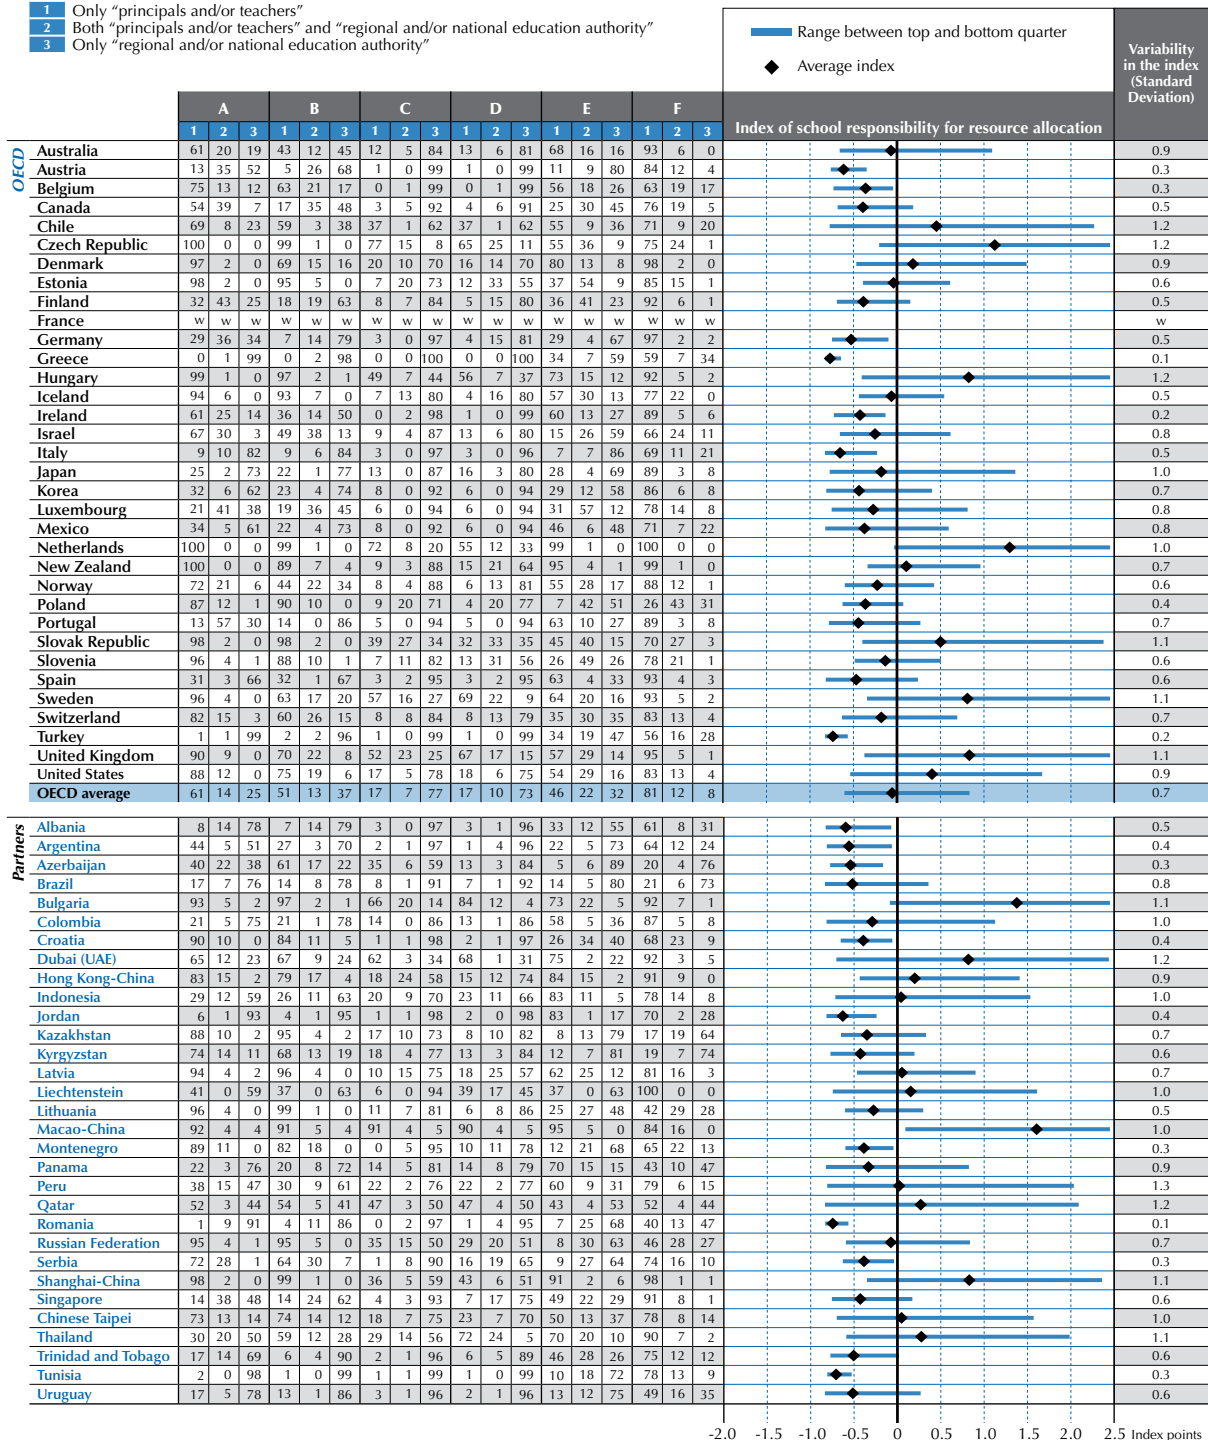 1 Only “principals and/or teachers”
2 Both “principals and/or teachers” and “regional and/or national education authority”
3 Only “regional and/or national education authority”
Range between top and bottom quarter
Average index
Variability in the index (Standard Deviation)
A B C D E F
1 2 3 1 2 3 1 2 3 1 2 3 1 2 3 1 2 3 Index of school responsibility for resource allocation
OECD
Australia 61 20 19 43 12 45 12 5 84 13 6 81 68 16 16 93 6 0 0.9
Austria 13 35 52 5 26 68 1 0 99 1 0 99 11 9 80 84 12 4 0.3
Belgium 75 13 12 63 21 17 0 1 99 0 1 99 56 18 26 63 19 17 0.3
Canada 54 39 7 17 35 48 3 5 92 4 6 91 25 30 45 76 19 5 0.5
Chile 69 8 23 59 3 38 37 1 62 37 1 62 55 9 36 71 9 20 1.2
Czech Republic 100 0 0 99 1 0 77 15 8 65 25 11 55 36 9 75 24 1 1.2
Denmark 97 2 0 69 15 16 20 10 70 16 14 70 80 13 8 98 2 0 0.9
Estonia 98 2 0 95 5 0 7 20 73 12 33 55 37 54 9 85 15 1 0.6
Finland 32 43 25 18 19 63 8 7 84 5 15 80 36 41 23 92 6 1 0.5
France w w w w w w w w w w w w w w w w w w w
Germany 29 36 34 7 14 79 3 0 97 4 15 81 29 4 67 97 2 2 0.5
Greece 0 1 99 0 2 98 0 0 100 0 0 100 34 7 59 59 7 34 0.1
Hungary 99 1 0 97 2 1 49 7 44 56 7 37 73 15 12 92 5 2 1.2
Iceland 94 6 0 93 7 0 7 13 80 4 16 80 57 30 13 77 22 0 0.5
Ireland 61 25 14 36 14 50 0 2 98 1 0 99 60 13 27 89 5 6 0.2
Israel 67 30 3 49 38 13 9 4 87 13 6 80 15 26 59 66 24 11 0.8
Italy 9 10 82 9 6 84 3 0 97 3 0 96 7 7 86 69 11 21 0.5
Japan 25 2 73 22 1 77 13 0 87 16 3 80 28 4 69 89 3 8 1.0
Korea 32 6 62 23 4 74 8 0 92 6 0 94 29 12 58 86 6 8 0.7
Luxembourg 21 41 38 19 36 45 6 0 94 6 0 94 31 57 12 78 14 8 0.8
Mexico 34 5 61 22 4 73 8 0 92 6 0 94 46 6 48 71 7 22 0.8
Netherlands 100 0 0 99 1 0 72 8 20 55 12 33 99 1 0 100 0 0 1.0
New Zealand 100 0 0 89 7 4 9 3 88 15 21 64 95 4 1 99 1 0 0.7
Norway 72 21 6 44 22 34 8 4 88 6 13 81 55 28 17 88 12 1 0.6
Poland 87 12 1 90 10 0 9 20 71 4 20 77 7 42 51 26 43 31 0.4
Portugal 13 57 30 14 0 86 5 0 94 5 0 94 63 10 27 89 3 8 0.7
Slovak Republic 98 2 0 98 2 0 39 27 34 32 33 35 45 40 15 70 27 3 1.1
Slovenia 96 4 1 88 10 1 7 11 82 13 31 56 26 49 26 78 21 1 0.6
Spain 31 3 66 32 1 67 3 2 95 3 2 95 63 4 33 93 4 3 0.6
Sweden 96 4 0 63 17 20 57 16 27 69 22 9 64 20 16 93 5 2 1.1
Switzerland 82 15 3 60 26 15 8 8 84 8 13 79 35 30 35 83 13 4 0.7
Turkey 1 1 99 2 2 96 1 0 99 1 0 99 34 19 47 56 16 28 0.2
United Kingdom 90 9 0 70 22 8 52 23 25 67 17 15 57 29 14 95 5 1 1.1
United States 88 12 0 75 19 6 17 5 78 18 6 75 54 29 16 83 13 4 0.9
OECD average 61 14 25 51 13 37 17 7 77 17 10 73 46 22 32 81 12 8 0.7
Partners
Albania 8 14 78 7 14 79 3 0 97 3 1 96 33 12 55 61 8 31 0.5
Argentina 44 5 51 27 3 70 2 1 97 1 4 96 22 5 73 64 12 24 0.4
Azerbaijan 40 22 38 61 17 22 35 6 59 13 3 84 5 6 89 20 4 76 0.3
Brazil 17 7 76 14 8 78 8 1 91 7 1 92 14 5 80 21 6 73 0.8
Bulgaria 93 5 2 97 2 1 66 20 14 84 12 4 73 22 5 92 7 1 1.1
Colombia 21 5 75 21 1 78 14 0 86 13 1 86 58 5 36 87 5 8 1.0
Croatia 90 10 0 84 11 5 1 1 98 2 1 97 26 34 40 68 23 9 0.4
Dubai (UAE) 65 12 23 67 9 24 62 3 34 68 1 31 75 2 22 92 3 5 1.2
Hong Kong-China 83 15 2 79 17 4 18 24 58 15 12 74 84 15 2 91 9 0 0.9
Indonesia 29 12 59 26 11 63 20 9 70 23 11 66 83 11 5 78 14 8 1.0
Jordan 6 1 93 4 1 95 1 1 98 2 0 98 83 1 17 70 2 28 0.4
Kazakhstan 88 10 2 95 4 2 17 10 73 8 10 82 8 13 79 17 19 64 0.7
Kyrgyzstan 74 14 11 68 13 19 18 4 77 13 3 84 12 7 81 19 7 74 0.6
Latvia 94 4 2 96 4 0 10 15 75 18 25 57 62 25 12 81 16 3 0.7
Liechtenstein 41 0 59 37 0 63 6 0 94 39 17 45 37 0 63 100 0 0 1.0
Lithuania 96 4 0 99 1 0 11 7 81 6 8 86 25 27 48 42 29 28 0.5
Macao-China 92 4 4 91 5 4 91 4 5 90 4 5 95 5 0 84 16 0 1.0
Montenegro 89 11 0 82 18 0 0 5 95 10 11 78 12 21 68 65 22 13 0.3
Panama 22 3 76 20 8 72 14 5 81 14 8 79 70 15 15 43 10 47 0.9
Peru 38 15 47 30 9 61 22 2 76 22 2 77 60 9 31 79 6 15 1.3
Qatar 52 3 44 54 5 41 47 3 50 47 4 50 43 4 53 52 4 44 1.2
Romania 1 9 91 4 11 86 0 2 97 1 4 95 7 25 68 40 13 47 0.1
Russian Federation 95 4 1 95 5 0 35 15 50 29 20 51 8 30 63 46 28 27 0.7
Serbia 72 28 1 64 30 7 1 8 90 16 19 65 9 27 64 74 16 10 0.3
Shanghai-China 98 2 0 99 1 0 36 5 59 43 6 51 91 2 6 98 1 1 1.1
Singapore 14 38 48 14 24 62 4 3 93 7 17 75 49 22 29 91 8 1 0.6
Chinese Taipei 73 13 14 74 14 12 18 7 75 23 7 70 50 13 37 78 8 14 1.0
Thailand 30 20 50 59 12 28 29 14 56 72 24 5 70 20 10 90 7 2 1.1
Trinidad and Tobago 17 14 69 6 4 90 2 1 96 6 5 89 46 28 26 75 12 12 0.6
Tunisia 2 0 98 1 0 99 1 1 99 1 0 99 10 18 72 78 13 9 0.3
Uruguay 17 5 78 13 1 86 3 1 96 2 1 96 13 12 75 49 16 35 0.6
-2.0 -1.5 -1.0 -0.5 0 0.5 1.0 1.5 2.0 2.5 Index points